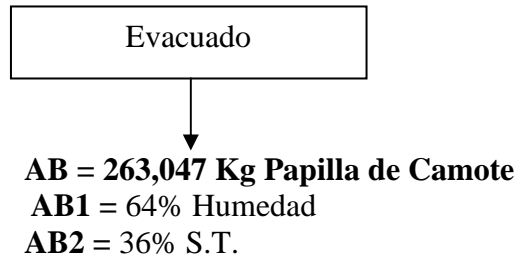 Evacuado
AB = 263,047 Kg Papilla de Camote
AB1 = 64% Humedad
AB2 = 36% S.T.